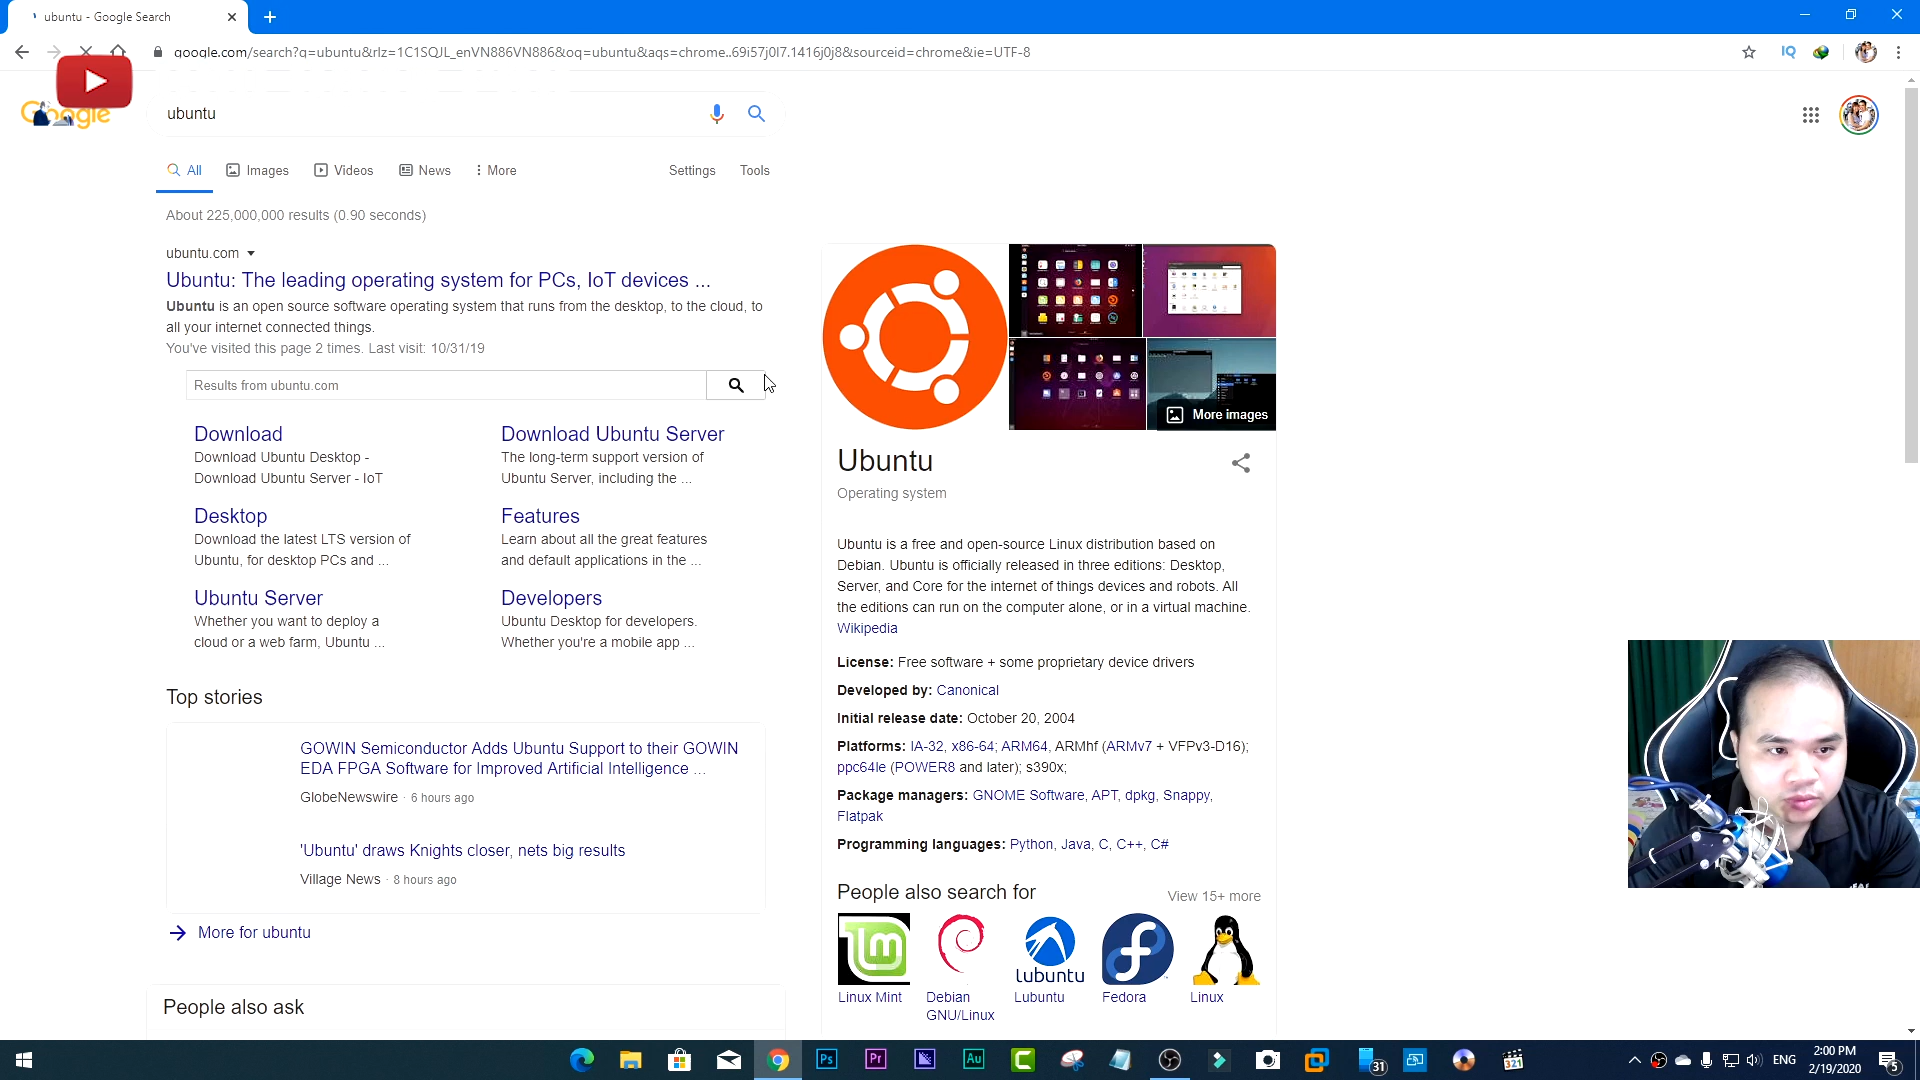 ubuntu - Google Search
google.com/search?q=ubuntu&rlz=1C1SQJL_enVN886VN886&oq=ubuntu&aqs=chrome..69i57j0l7.1416j0j8&sourceid=chrome&ie=UTF-8
IQ
Google
ubuntu
All
Images
Videos
News
More
Settings
Tools
About 225,000,000 results (0.90 seconds)
ubuntu.com
Ubuntu: The leading operating system for PCs, IoT devices ...
Ubuntu is an open source software operating system that runs from the desktop, to the cloud, to
all your internet connected things.
You've visited this page 2 times. Last visit: 10/31/19
Results from ubuntu.com
Download
Download Ubuntu Desktop -
Download Ubuntu Server - IoT
Download Ubuntu Server
The long-term support version of
Ubuntu Server, including the ...
Desktop
Download the latest LTS version of
Ubuntu, for desktop PCs and ...
Features
Learn about all the great features
and default applications in the ...
Ubuntu Server
Whether you want to deploy a
cloud or a web farm, Ubuntu ...
Developers
Ubuntu Desktop for developers.
Whether you're a mobile app ...
Top stories
GOWIN Semiconductor Adds Ubuntu Support to their GOWIN
EDA FPGA Software for Improved Artificial Intelligence ...
GlobeNewswire · 6 hours ago
'Ubuntu' draws Knights closer, nets big results
Village News · 8 hours ago
More for ubuntu
People also ask
More images
Ubuntu
Operating system
Ubuntu is a free and open-source Linux distribution based on
Debian. Ubuntu is officially released in three editions: Desktop,
Server, and Core for the internet of things devices and robots. All
the editions can run on the computer alone, or in a virtual machine.
Wikipedia
License: Free software + some proprietary device drivers
Developed by: Canonical
Initial release date: October 20, 2004
Platforms: IA-32, x86-64; ARM64, ARMhf (ARMv7 + VFPv3-D16);
ppc64le (POWER8 and later); s390x;
Package managers: GNOME Software, APT, dpkg, Snappy,
Flatpak
Programming languages: Python, Java, C, C++, C#
People also search for
View 15+ more
lubuntu
Linux Mint
Debian
GNU/Linux
Lubuntu
Fedora
Linux
Ps
Pr
Au
C
31
321
ENG
2:00 PM
2/19/2020
5